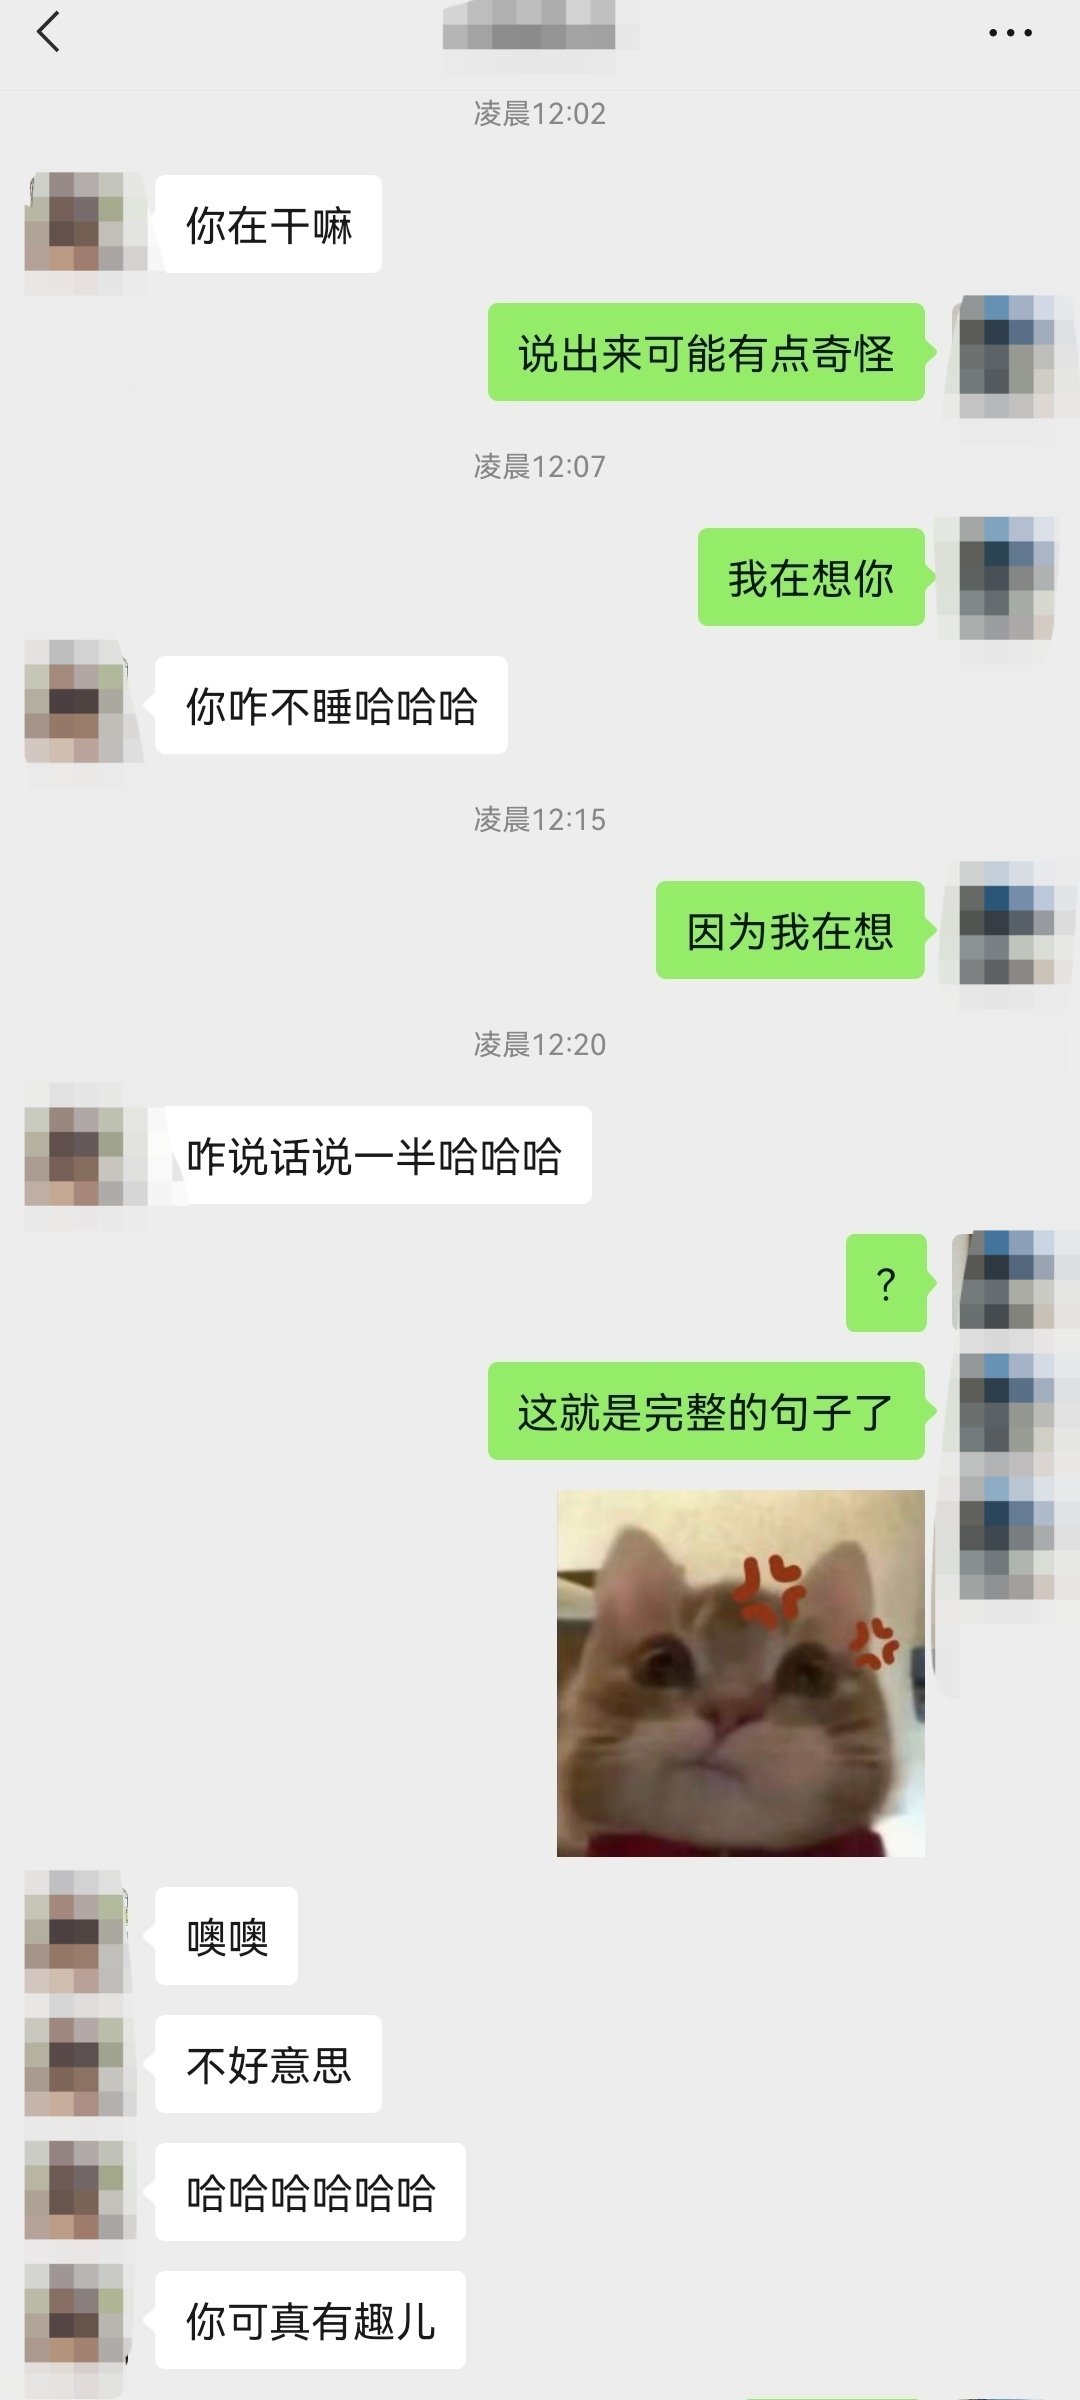 凌晨12:02
你在干嘛
说出来可能有点奇怪
凌晨12:07
我在想你
你咋不睡哈哈哈
凌晨12:15
因为我在想
凌晨12:20
咋说话说一半哈哈哈
？
这就是完整的句子了
噢噢
不好意思
哈哈哈哈哈哈
你可真有趣儿